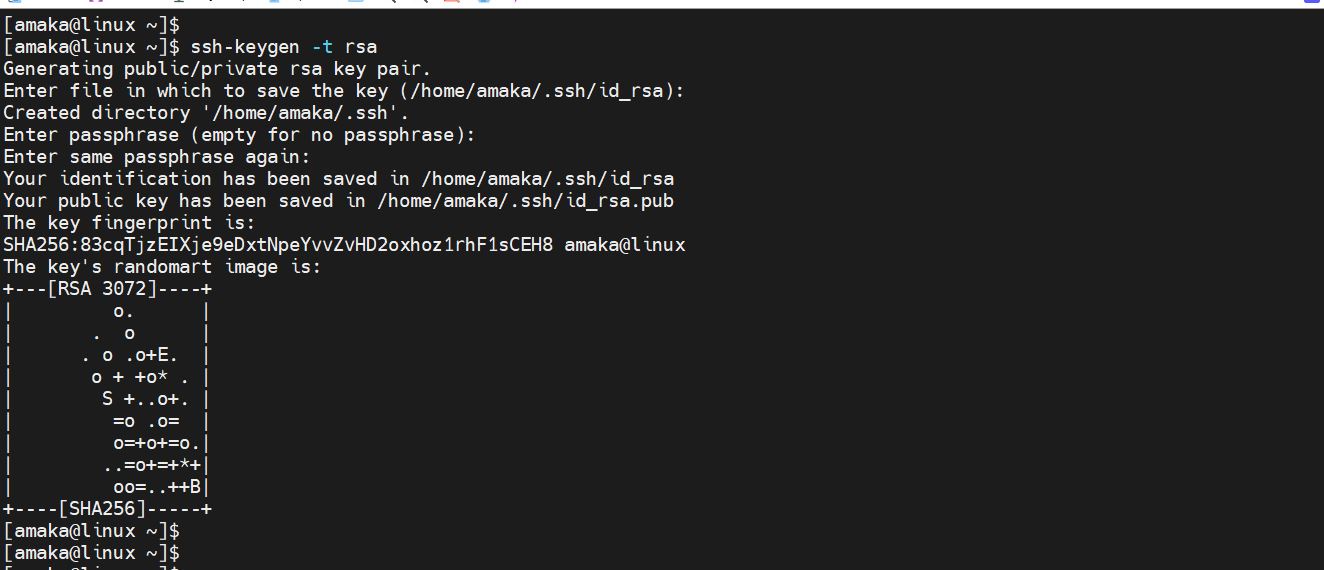 [amaka@linux ~]$
[amaka@linux ~]$ ssh-keygen -t rsa
Generating public/private rsa key pair.
Enter file in which to save the key (/home/amaka/.ssh/id_rsa):
Created directory '/home/amaka/.ssh'.
Enter passphrase (empty for no passphrase):
Enter same passphrase again:
Your identification has been saved in /home/amaka/.ssh/id_rsa
Your public key has been saved in /home/amaka/.ssh/id_rsa.pub
The key fingerprint is:
SHA256:83cqTjzEIXje9eDxtNpeYvvZvHD2oxhoz1rhF1sCEH8 amaka@linux
The key's randomart image is:
+---[RSA 3072]----+
|         o.      |
|       .  o      |
|      . o .o+E.  |
|       o + +o* . |
|        S +..o+. |
|         =o .o=  |
|         o=+o+=o.|
|        ..=o+=+*+|
|         oo=..++B|
+----[SHA256]-----+
[amaka@linux ~]$
[amaka@linux ~]$